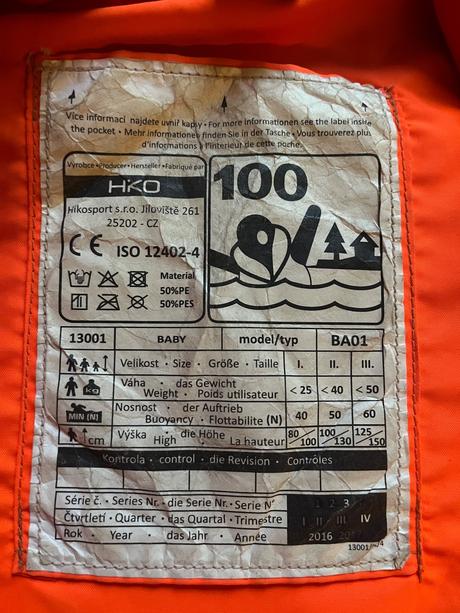 Více informací najdete uvnitř kapsy • For more informationen see the label inside
the pocket • Mehr informationen finden Sie in der Tasche • Vous trouverez plus
d'informations à l'interieur de cette poche.
Výrobce • Producer • Hersteller • Fabriqué par
HIKO
Hikosport s.r.o. Jíloviště 261
25202 - CZ
CE ISO 12402-4
Material
50%PE
50%PES
100
13001 BABY model/typ BA01
Velikost · Size · Größe · Taille I. II. III.
kg Váha · das Gewicht
Weight · Poids utilisateur < 25 < 40 < 50
MIN (N) Nosnost · der Auftrieb
Buoyancy · Flottabilite (N) 40 50 60
cm Výška · die Höhe
High · La hauteur 80/100 100/130 125/150
Kontrola · control · die Revision · Contrôles
Série č. · Series Nr. · die Serie Nr. · Serie N° 1 2 3
Čtvrtletí · Quarter · das Quartal · Trimestre I II III IV
Rok · Year · das Jahr · Année 2016